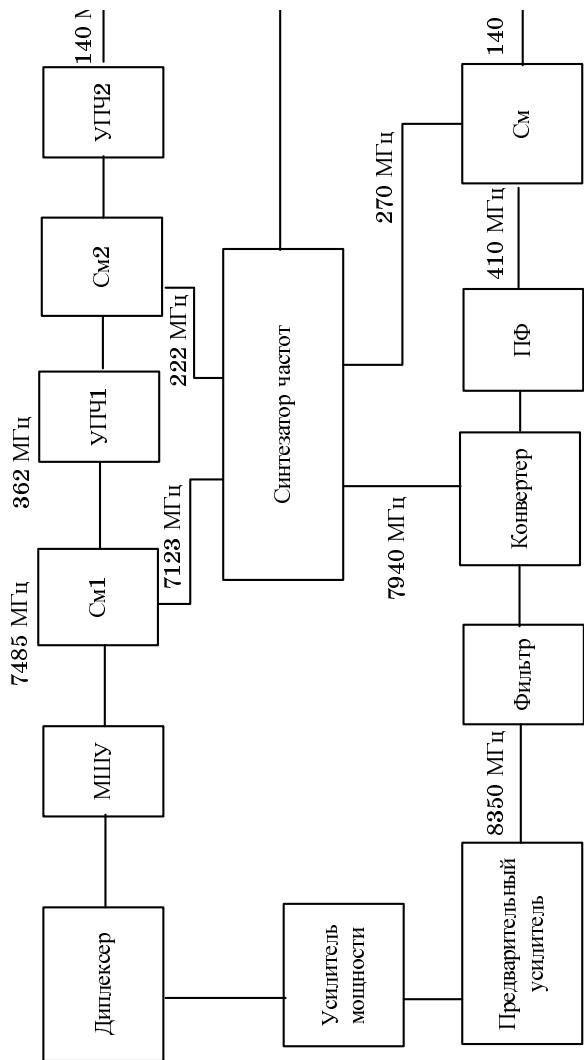 Диплексер
МШУ
7485 МГц
См1
362 МГц
УПЧ1
См2
УПЧ2
140 М
7123 МГц
222 МГц
Усилитель
мощности
Синтезатор частот
7940 МГц
270 МГц
Предварительный
усилитель
8350 МГц
Фильтр
Конвертер
ПФ
410 МГц
См
140